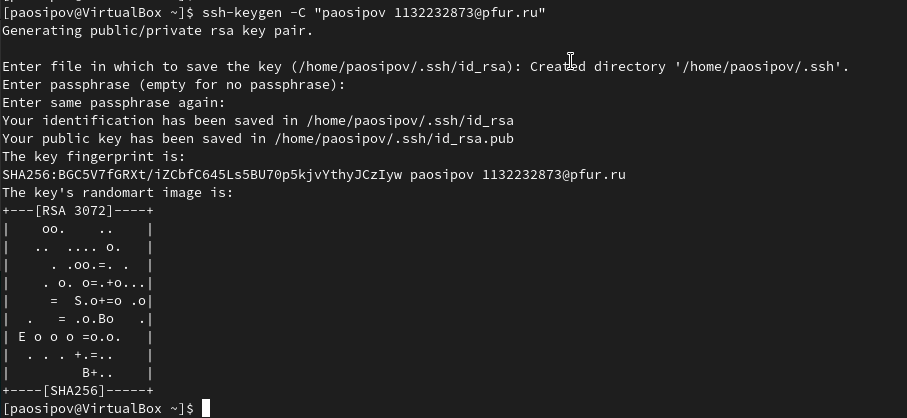 [paosipov@VirtualBox ~]$ ssh-keygen -C "paosipov 1132232873@pfur.ru"
Generating public/private rsa key pair.

Enter file in which to save the key (/home/paosipov/.ssh/id_rsa): Created directory '/home/paosipov/.ssh'.
Enter passphrase (empty for no passphrase):
Enter same passphrase again:
Your identification has been saved in /home/paosipov/.ssh/id_rsa
Your public key has been saved in /home/paosipov/.ssh/id_rsa.pub
The key fingerprint is:
SHA256:BGC5V7fGRXt/iZCbfC645Ls5BU70p5kjvYthyJCzIyw paosipov 1132232873@pfur.ru
The key's randomart image is:
+---[RSA 3072]----+
|    oo.    ..    |
|   ..  .... o.   |
|     . .oo.=. .  |
|    . o. o=.+o...|
|     =  S.o+=o .o|
|  .   = .o.Bo   .|
| E o o o =o.o.   |
|  . . . +.=..    |
|         B+..    |
+----[SHA256]-----+
[paosipov@VirtualBox ~]$